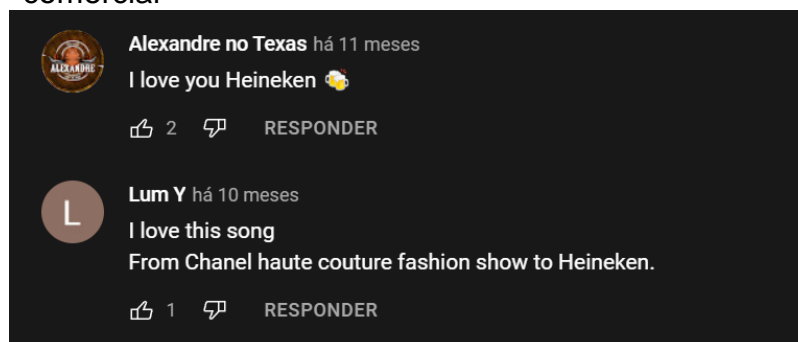 Alexandre no Texas há 11 meses
I love you Heineken 🍻
2 RESPONDER
L
Lum Y há 10 meses
I love this song
From Chanel haute couture fashion show to Heineken.
1 RESPONDER